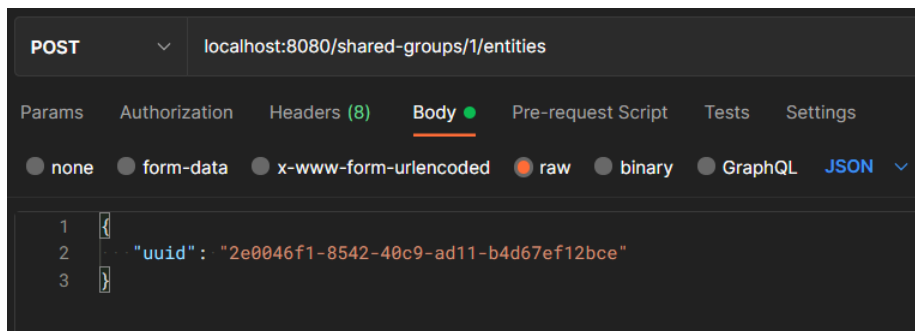 POST localhost:8080/shared-groups/1/entities
Params Authorization Headers (8) Body Pre-request Script Tests Settings
none form-data x-www-form-urlencoded raw binary GraphQL JSON
1 {
2 "uuid": "2e0046f1-8542-40c9-ad11-b4d67ef12bce"
3 }